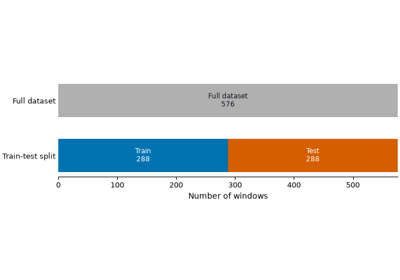 Full dataset
Full dataset
576
Train-test split
Train
288
Test
288
0 100 200 300 400 500
Number of windows